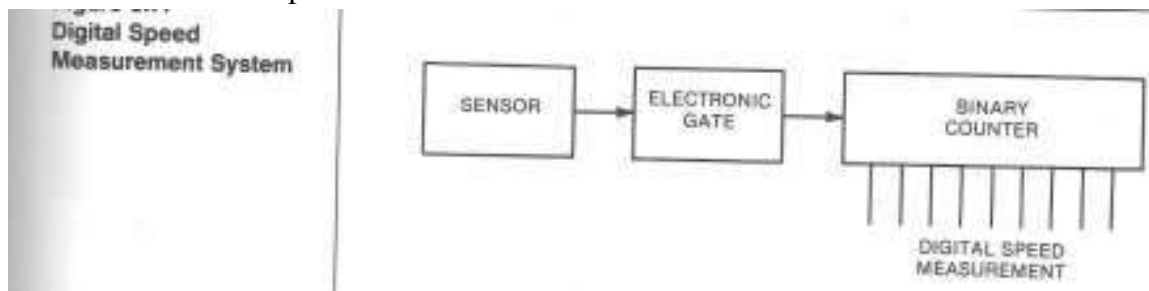 Digital Speed
Measurement System
SENSOR
ELECTRONIC
GATE
BINARY
COUNTER
DIGITAL SPEED
MEASUREMENT